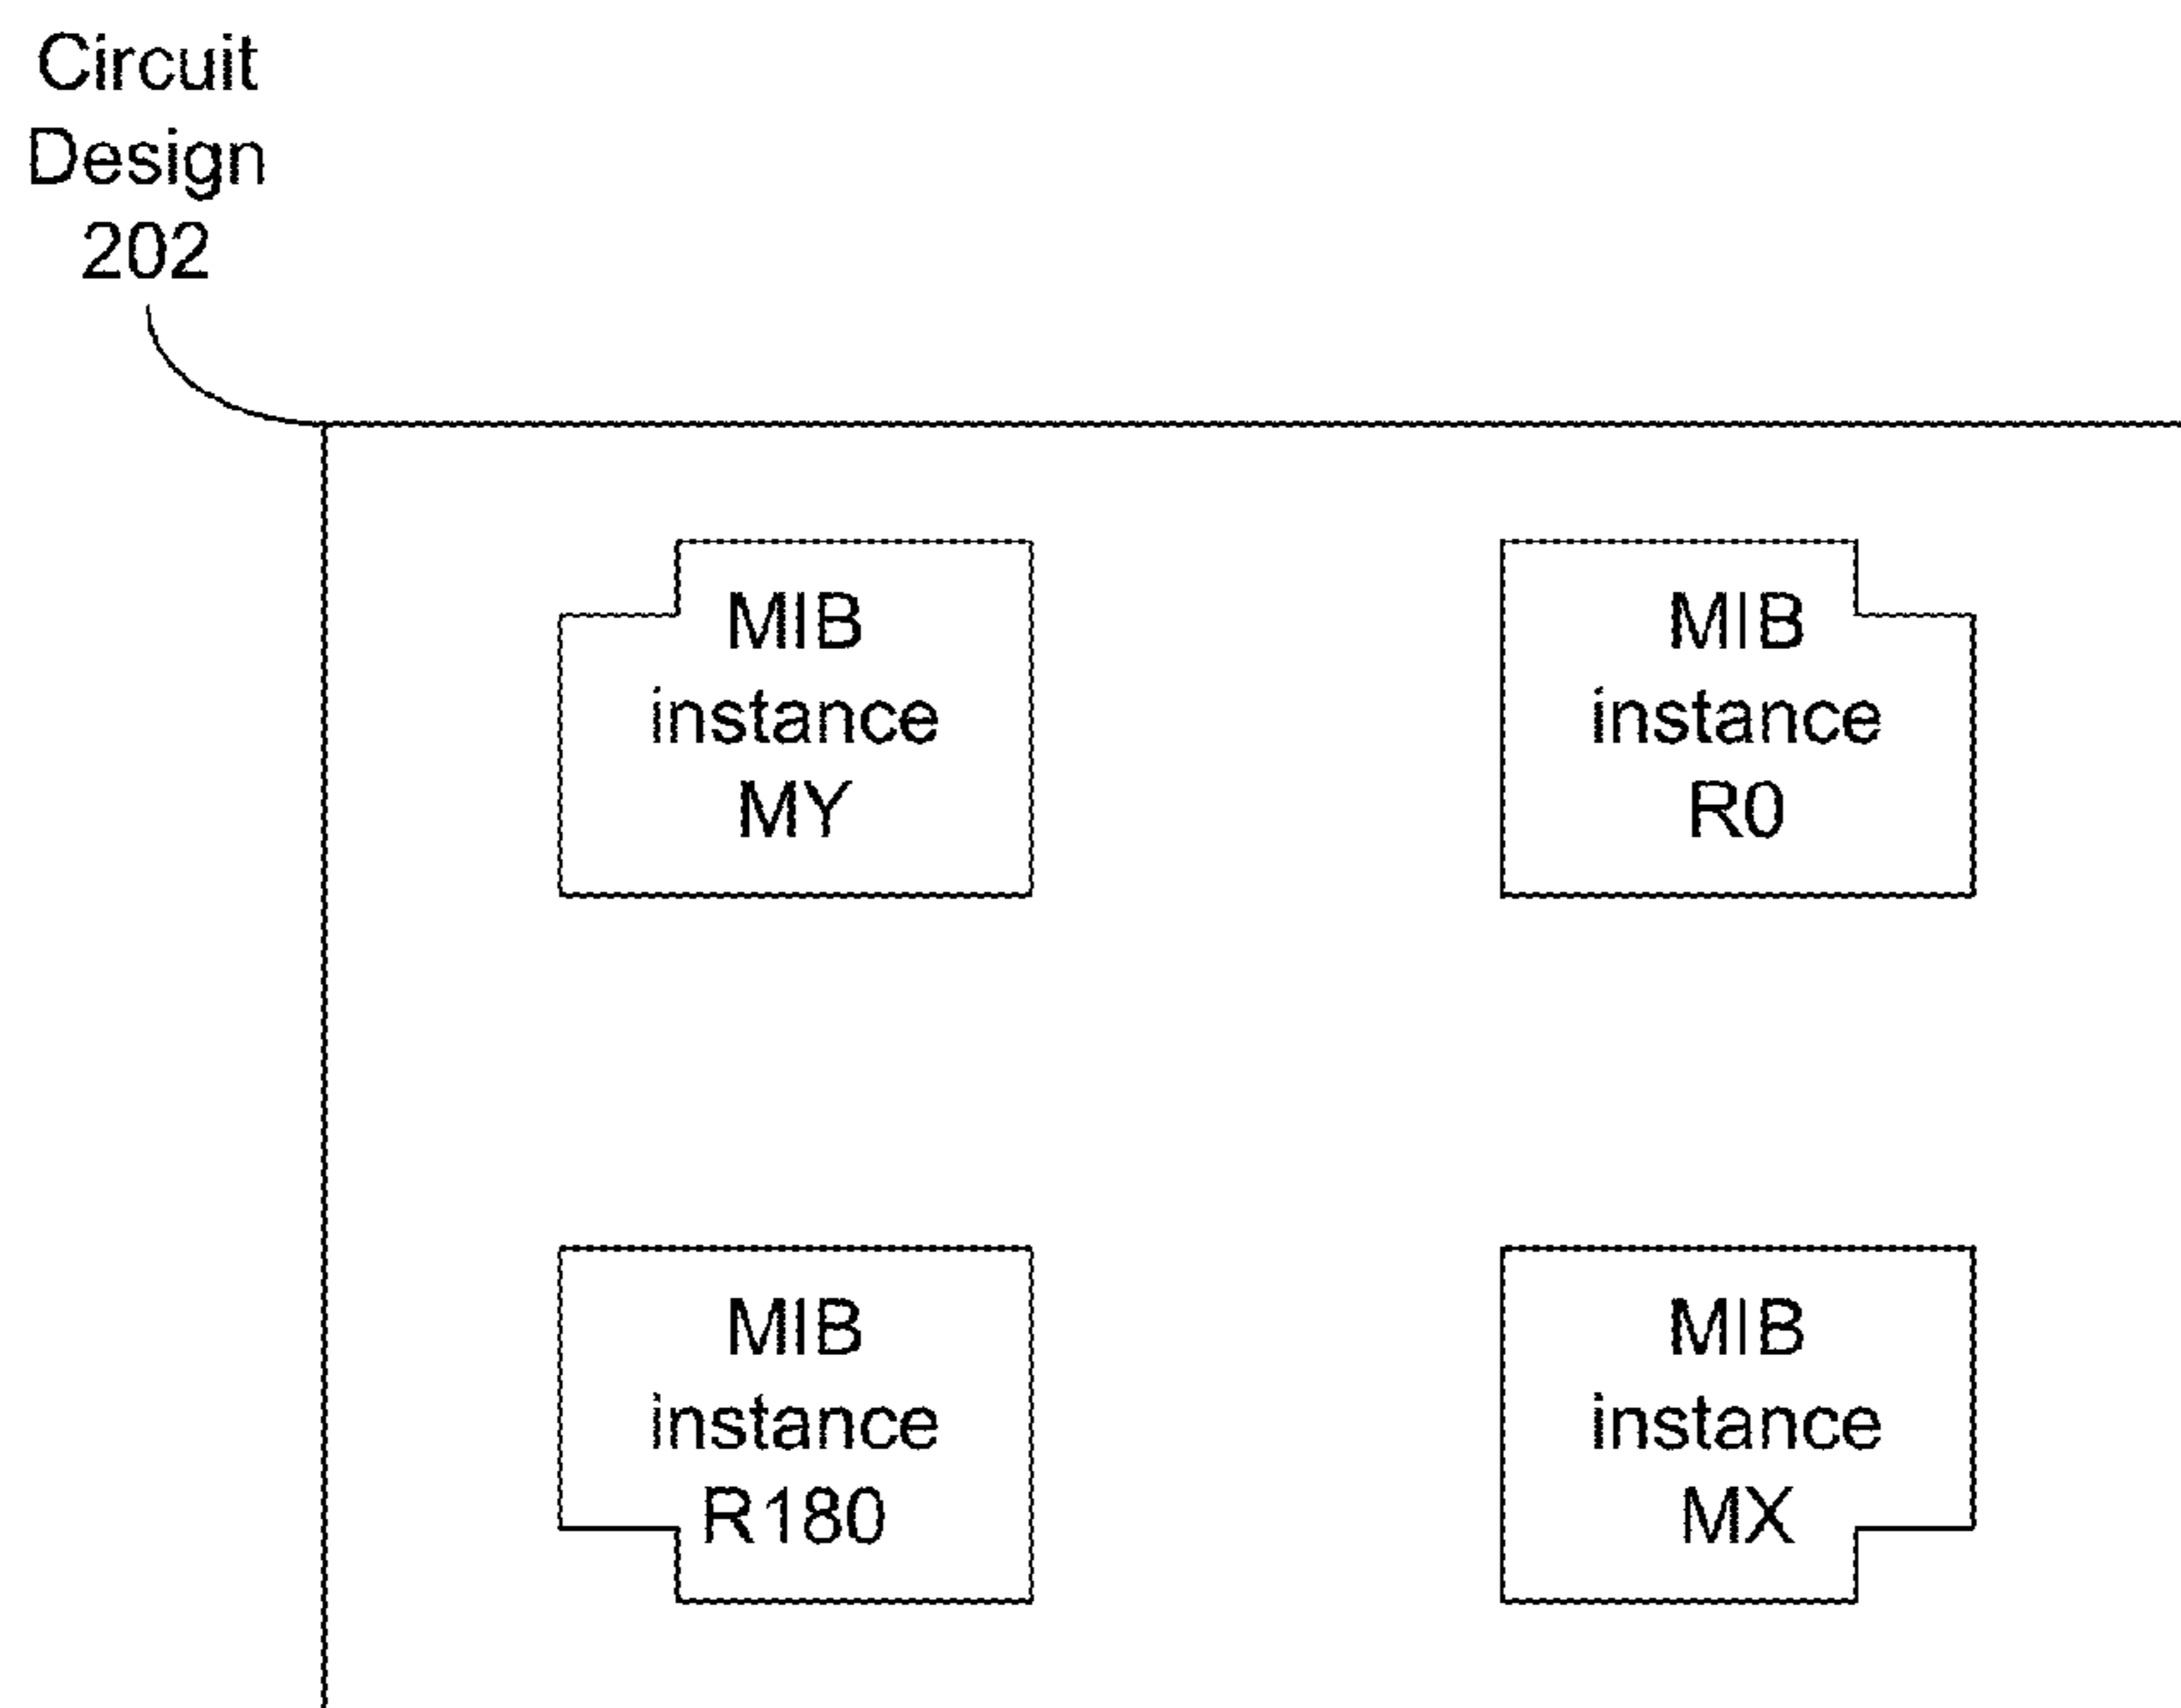 Circuit
Design
202
MIB
instance
MY
MIB
instance
R0
MIB
instance
R180
MIB
instance
MX